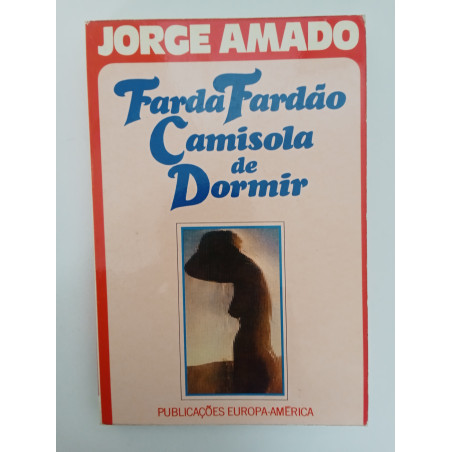 JORGE AMADO
Farda Fardão
Camisola
de
Dormir
PUBLICAÇÕES EUROPA-AMÉRICA